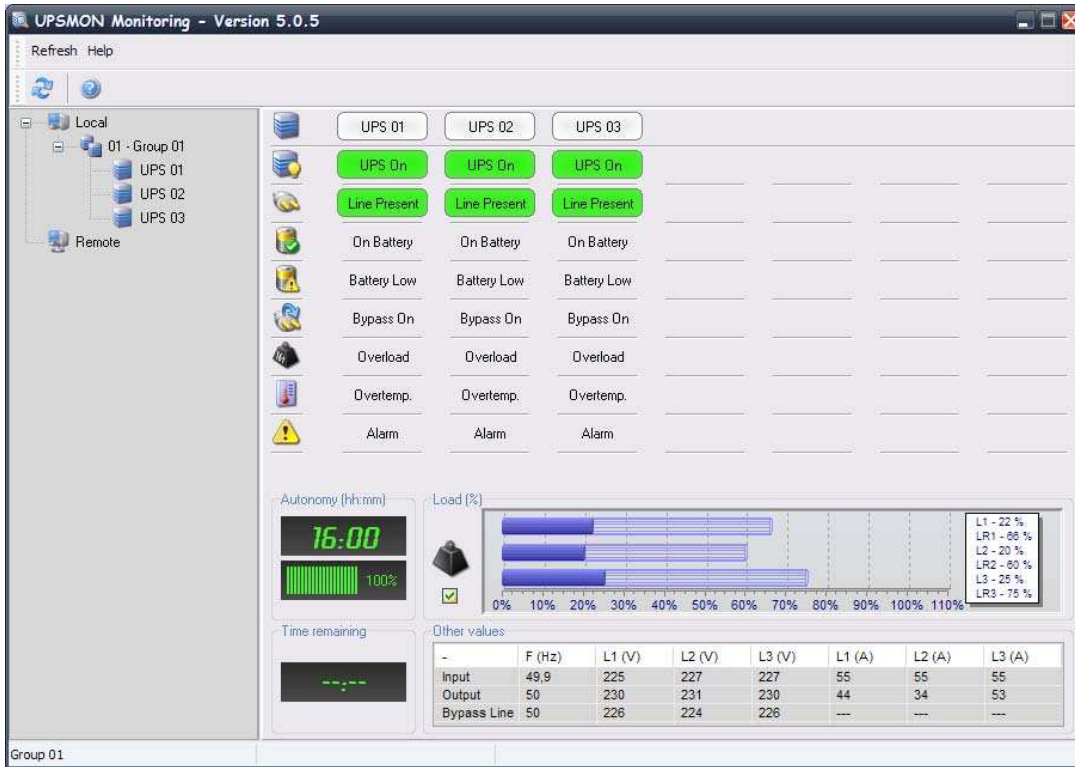 UPSMON Monitoring - Version 5.0.5
Refresh Help
Local
01 - Group 01
UPS 01
UPS 02
UPS 03
Remote
UPS 01 UPS 02 UPS 03
UPS On UPS On UPS On
Line Present Line Present Line Present
On Battery On Battery On Battery
Battery Low Battery Low Battery Low
Bypass On Bypass On Bypass On
Overload Overload Overload
Overtemp. Overtemp. Overtemp.
Alarm Alarm Alarm
Autonomy (hh:mm)
16:00
100%
Load (%)
L1 - 22 %
LR1 - 66 %
L2 - 20 %
LR2 - 60 %
L3 - 25 %
LR3 - 75 %
0% 10% 20% 30% 40% 50% 60% 70% 80% 90% 100% 110%
Time remaining
--:--
Other values
- F (Hz) L1 (V) L2 (V) L3 (V) L1 (A) L2 (A) L3 (A)
Input 49,9 225 227 227 55 55 55
Output 50 230 231 230 44 34 53
Bypass Line 50 226 224 226 --- --- ---
Group 01